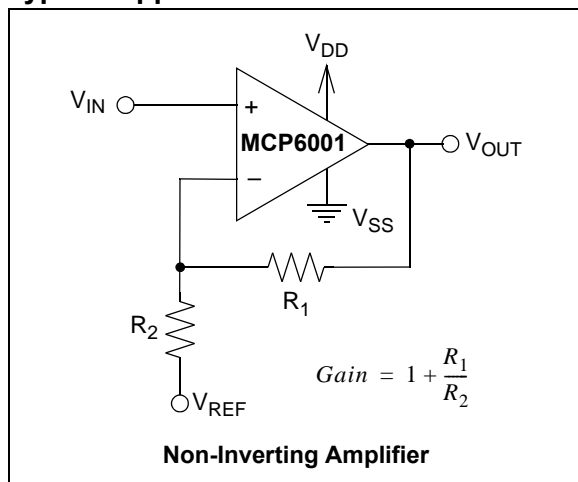 V_DD
V_IN
+
MCP6001
−
V_OUT
V_SS
R_1
R_2
Gain = 1 + R_1/R_2
V_REF
Non-Inverting Amplifier